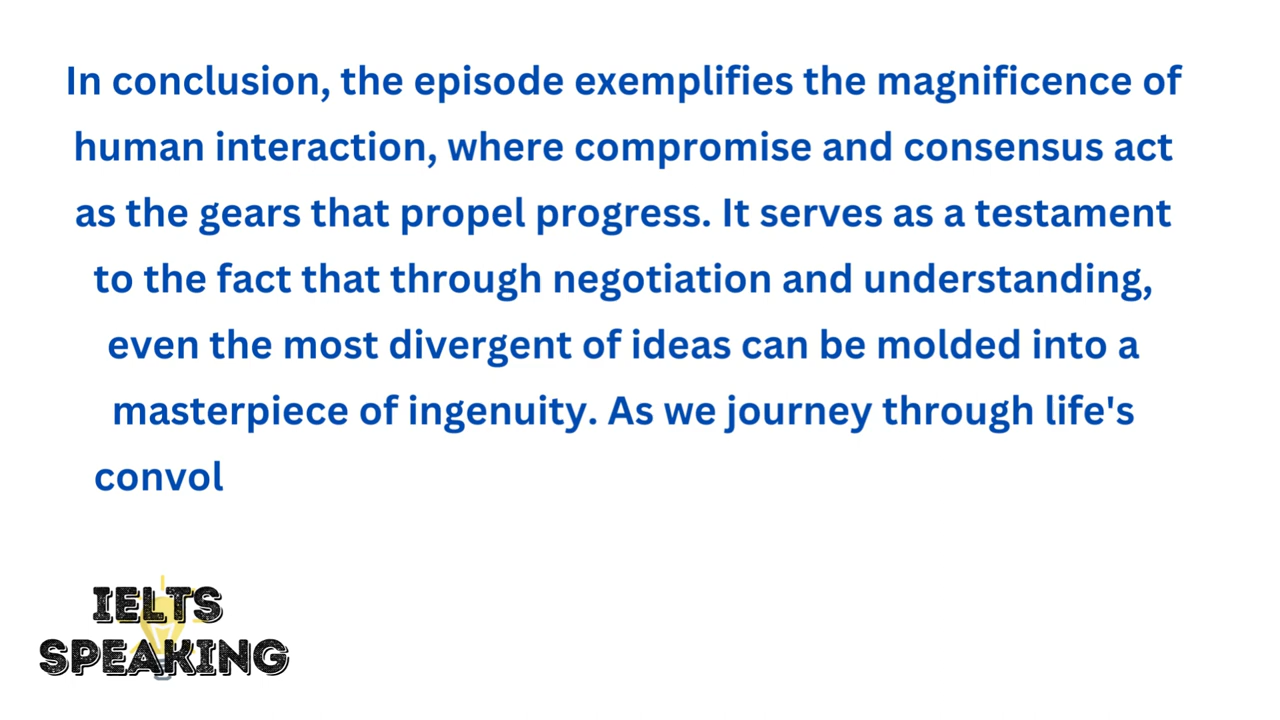 In conclusion, the episode exemplifies the magnificence of
human interaction, where compromise and consensus act
as the gears that propel progress. It serves as a testament
to the fact that through negotiation and understanding,
even the most divergent of ideas can be molded into a
masterpiece of ingenuity. As we journey through life's
convol
IELTS
SPEAKING